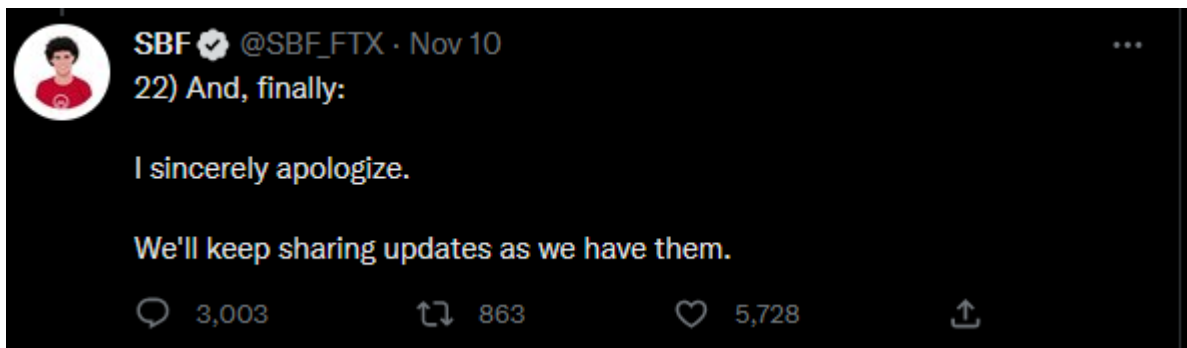 SBF @SBF_FTX · Nov 10
22) And, finally:
I sincerely apologize.
We'll keep sharing updates as we have them.
3,003 863 5,728